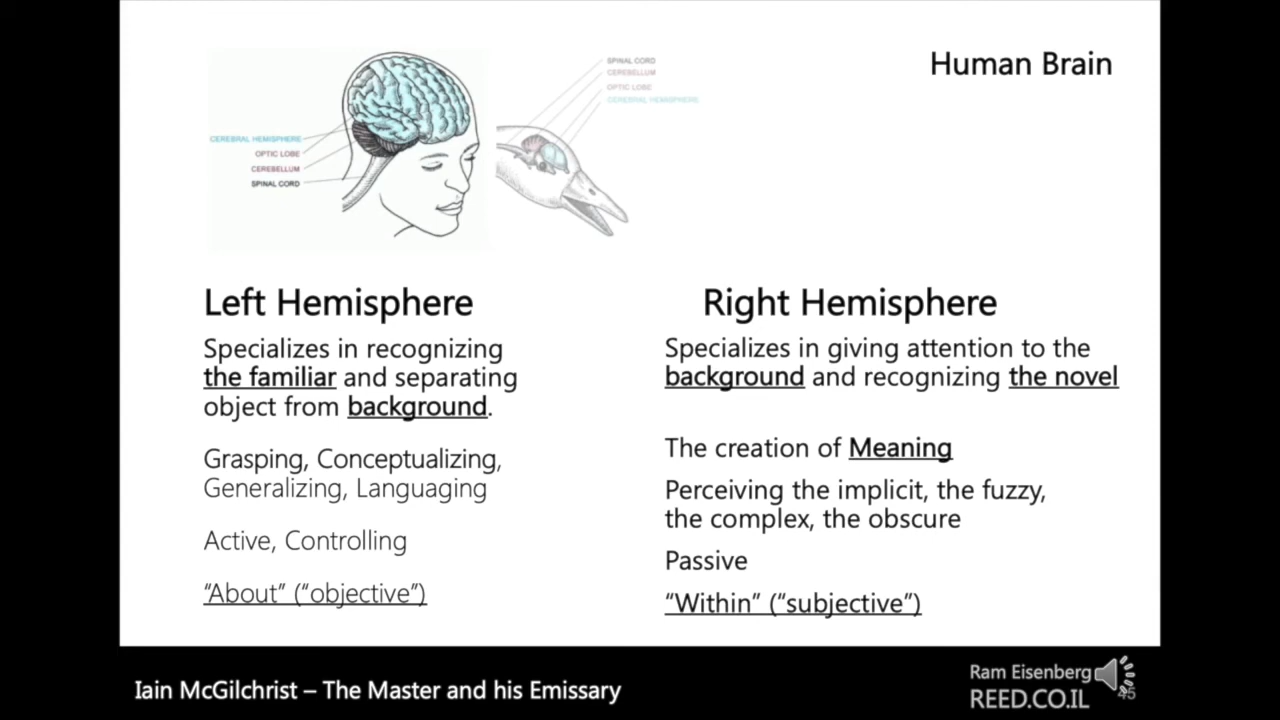 Human Brain
CEREBRAL HEMISPHERE
OPTIC LOBE
CEREBELLUM
SPINAL CORD
SPINAL CORD
CEREBELLUM
OPTIC LOBE
CEREBRAL HEMISPHERE
Left Hemisphere
Specializes in recognizing
the familiar and separating
object from background.
Grasping, Conceptualizing,
Generalizing, Languaging
Active, Controlling
“About” (“objective”)
Right Hemisphere
Specializes in giving attention to the
background and recognizing the novel
The creation of Meaning
Perceiving the implicit, the fuzzy,
the complex, the obscure
Passive
“Within” (“subjective”)
Iain McGilchrist – The Master and his Emissary
Ram Eisenberg
REED.CO.IL
45